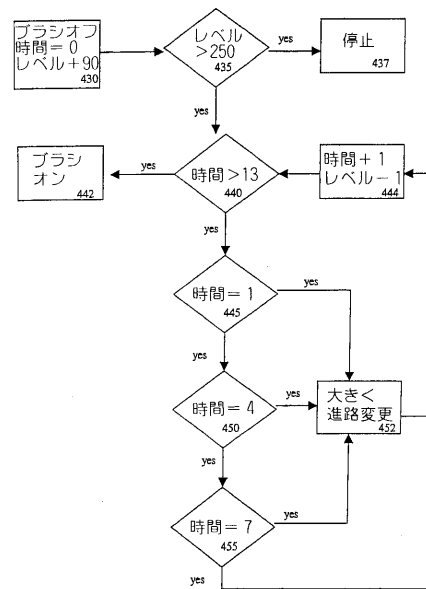 ブラシオフ
時間=0
レベル+90
430
レベル
>250
435
yes
停止
437
yes
ブラシ
オン
442
yes
時間>13
440
時間+1
レベル-1
444
yes
時間=1
445
yes
yes
時間=4
450
yes
大きく
進路変更
452
yes
時間=7
455
yes
yes